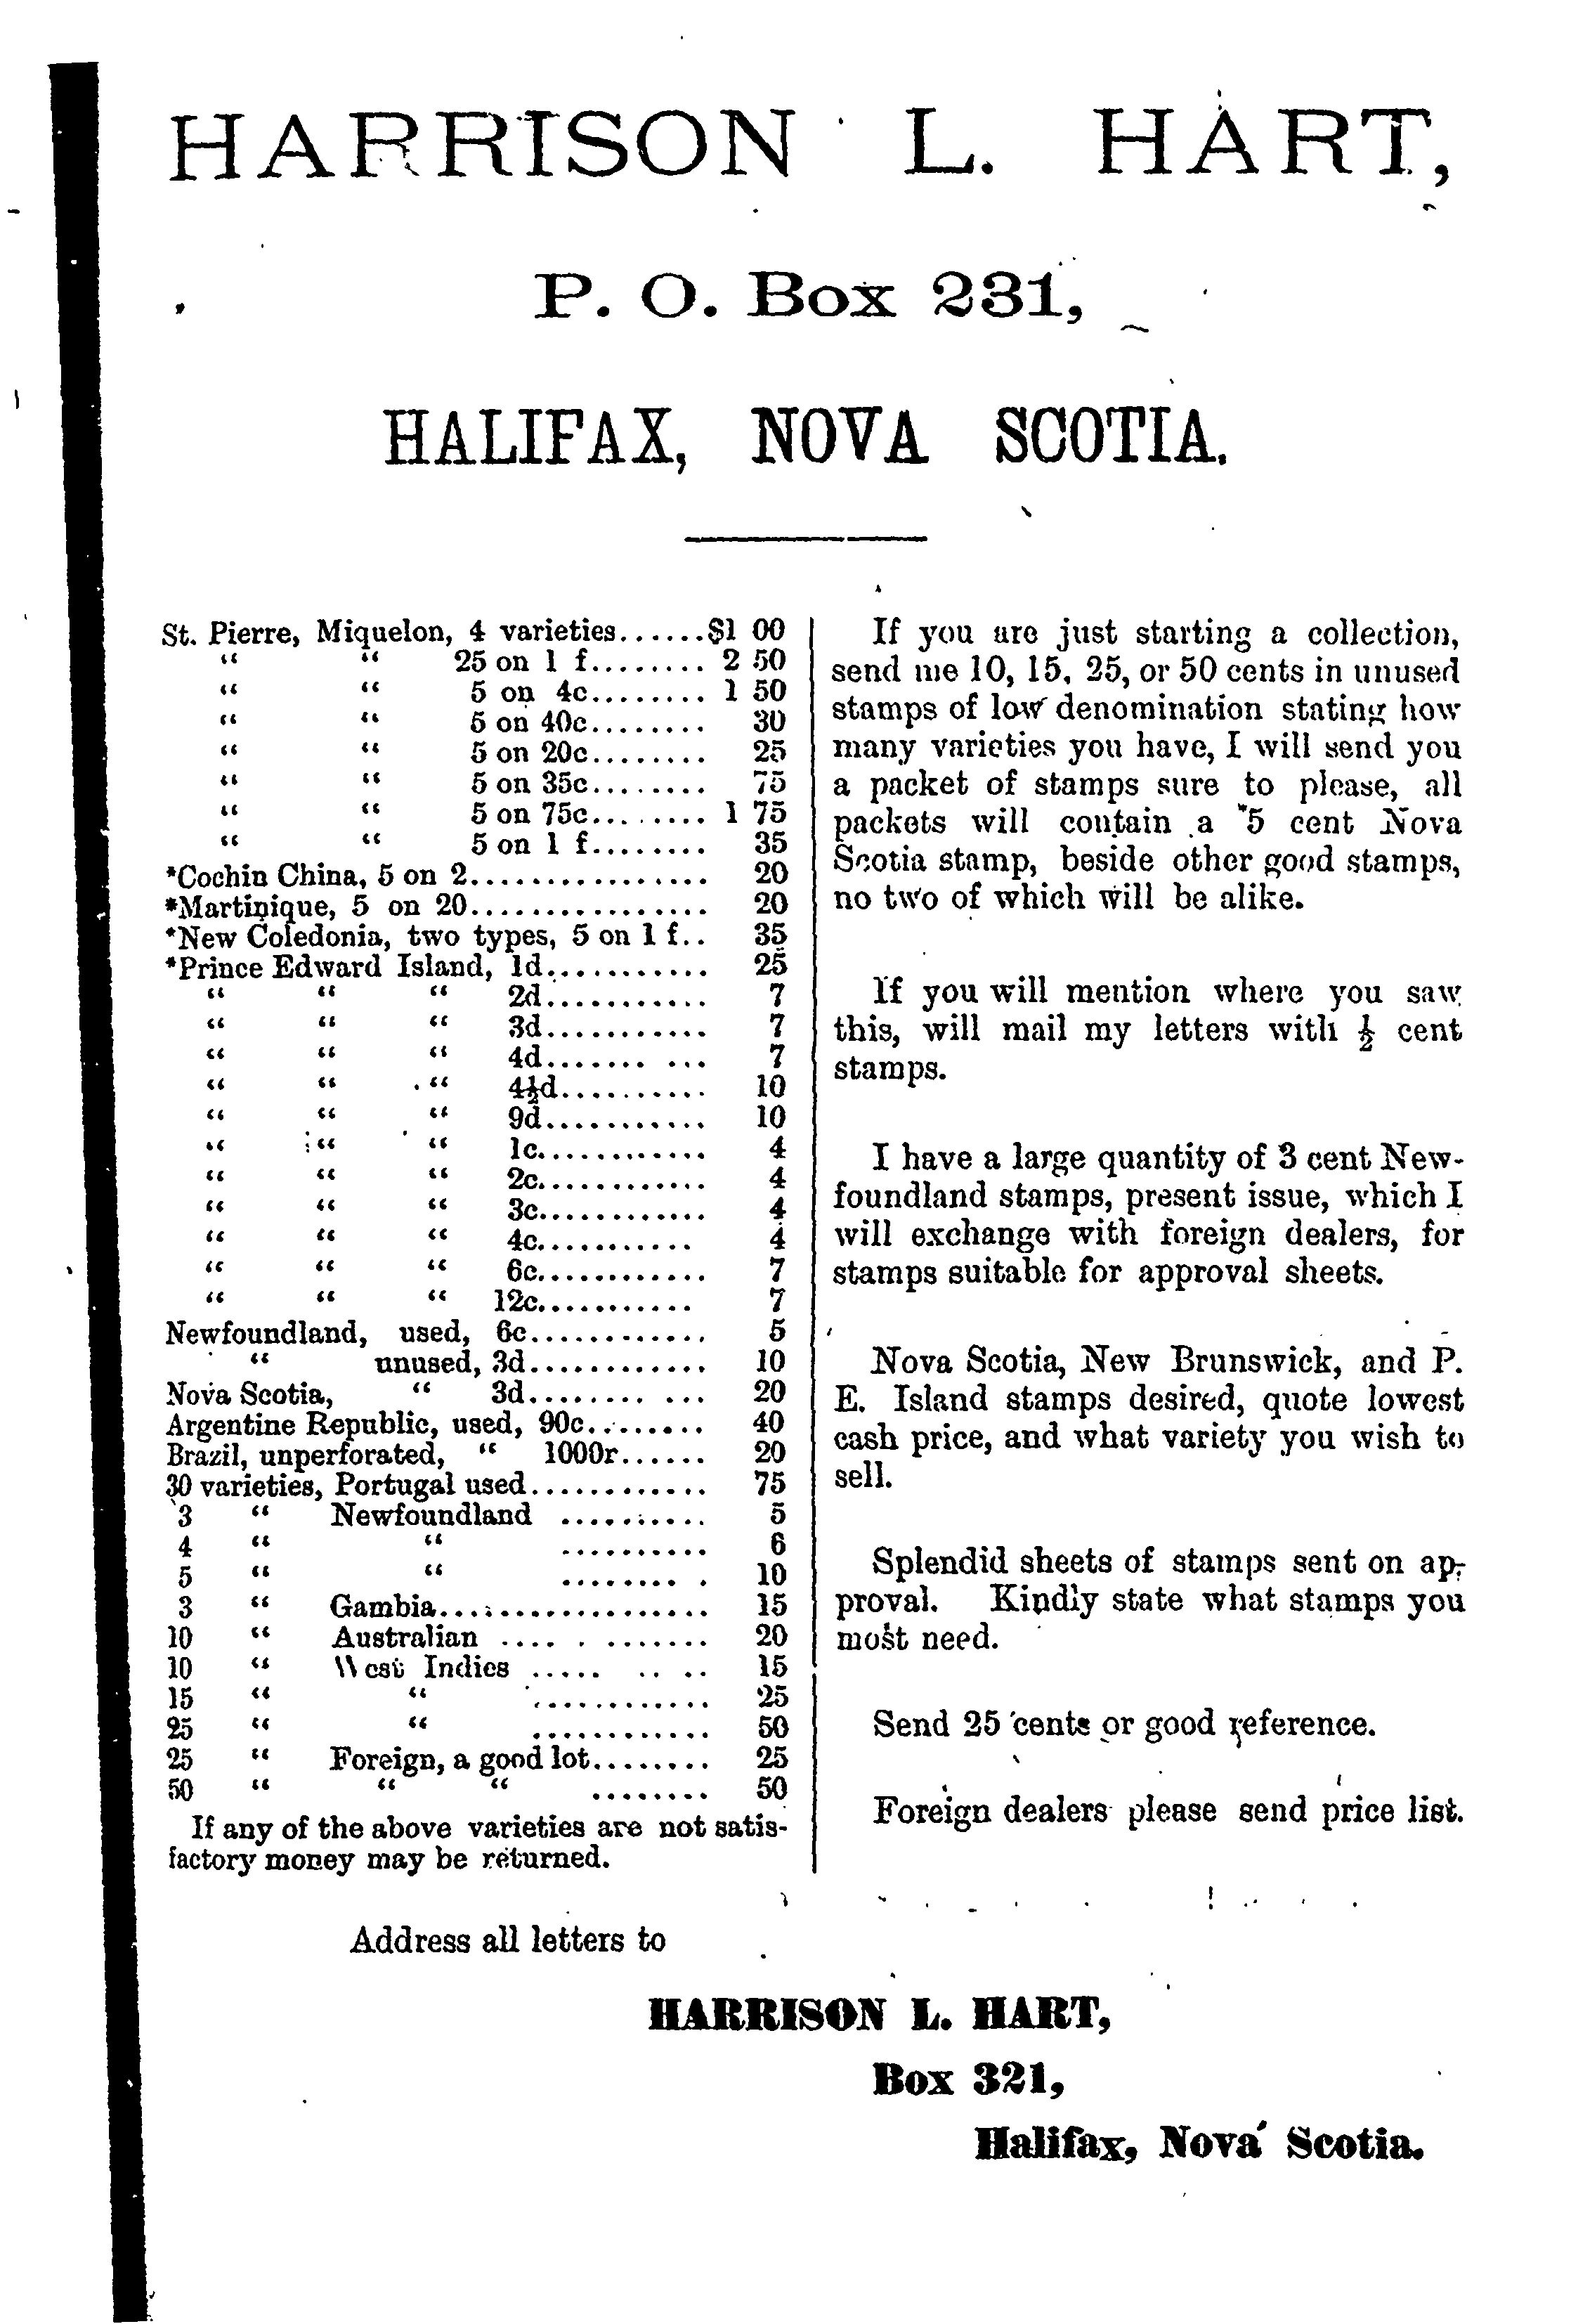 HARRISON L. HART,
P. O. Box 231,
HALIFAX, NOVA SCOTIA.
St. Pierre, Miquelon, 4 varieties......$1 00
“ “ 25 on 1 f........ 2 50
“ “ 5 on 4c........ 1 50
“ “ 5 on 40c........ 30
“ “ 5 on 20c........ 25
“ “ 5 on 35c........ 75
“ “ 5 on 75c........ 1 75
“ “ 5 on 1 f........ 35
*Cochin China, 5 on 2................ 20
*Martinique, 5 on 20................ 20
*New Coledonia, two types, 5 on 1 f.. 35
*Prince Edward Island, 1d............ 25
“ “ “ 2d............ 7
“ “ “ 3d............ 7
“ “ “ 4d....... ... 7
“ “ “ 4½d.......... 10
“ “ “ 9d............ 10
“ “ “ 1c............ 4
“ “ “ 2c............ 4
“ “ “ 3c............ 4
“ “ “ 4c........... 4
“ “ “ 6c............ 7
“ “ “ 12c........... 7
Newfoundland, used, 6c............ 5
“ unused, 3d............ 10
Nova Scotia, “ 3d........ ... 20
Argentine Republic, used, 90c........ 40
Brazil, unperforated, “ 1000r...... 20
30 varieties, Portugal used............ 75
3 “ Newfoundland .......... 5
4 “ “ .......... 6
5 “ “ ........ . 10
3 “ Gambia................. 15
10 “ Australian .... . ....... 20
10 “ West Indies ..... .. .. 15
15 “ “ ............ 25
25 “ “ ............ 50
25 “ Foreign, a good lot........ 25
50 “ “ “ ........ 50
If any of the above varieties are not satis-
factory money may be returned.
If you are just starting a collection,
send me 10, 15, 25, or 50 cents in unused
stamps of low denomination stating how
many varieties you have, I will send you
a packet of stamps sure to please, all
packets will contain a *5 cent Nova
Scotia stamp, beside other good stamps,
no two of which will be alike.
If you will mention where you saw
this, will mail my letters with ½ cent
stamps.
I have a large quantity of 3 cent New-
foundland stamps, present issue, which I
will exchange with foreign dealers, for
stamps suitable for approval sheets.
Nova Scotia, New Brunswick, and P.
E. Island stamps desired, quote lowest
cash price, and what variety you wish to
sell.
Splendid sheets of stamps sent on ap-
proval. Kindly state what stamps you
most need.
Send 25 cents or good reference.
Foreign dealers please send price list.
Address all letters to
HARRISON L. HART,
Box 321,
Halifax, Nova Scotia.